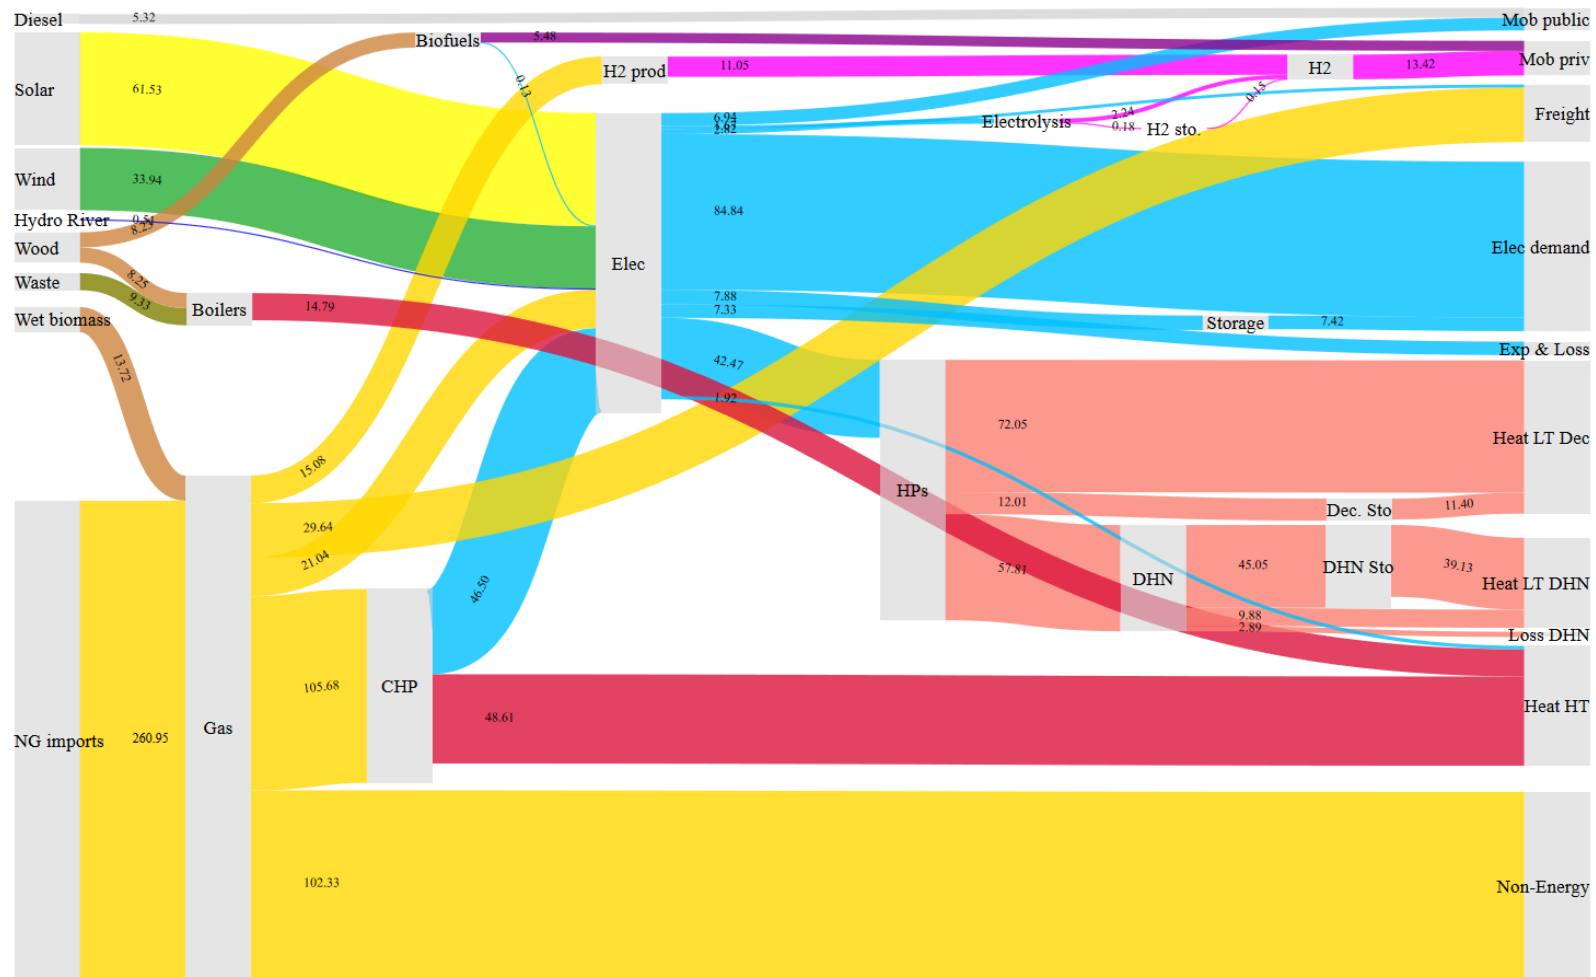 Diesel
5.32
Mob public
Solar
61.53
Biofuels
5.48
0.13
H2 prod
11.05
H2
13.42
Mob priv
0.15
Freight
6.94
2.82
Electrolysis
2.24
0.18
H2 sto.
Wind
33.94
Hydro River
0.51
8.25
Wood
8.25
Waste
9.33
Wet biomass
13.72
Boilers
14.79
Elec
84.84
Elec demand
7.88
7.33
Storage
7.42
Exp & Loss
42.47
1.92
HPs
72.05
Heat LT Dec
12.01
Dec. Sto
11.40
57.81
DHN
45.05
DHN Sto
39.13
Heat LT DHN
9.88
2.89
Loss DHN
NG imports
260.95
Gas
15.08
29.64
21.04
46.50
105.68
CHP
48.61
Heat HT
102.33
Non-Energy